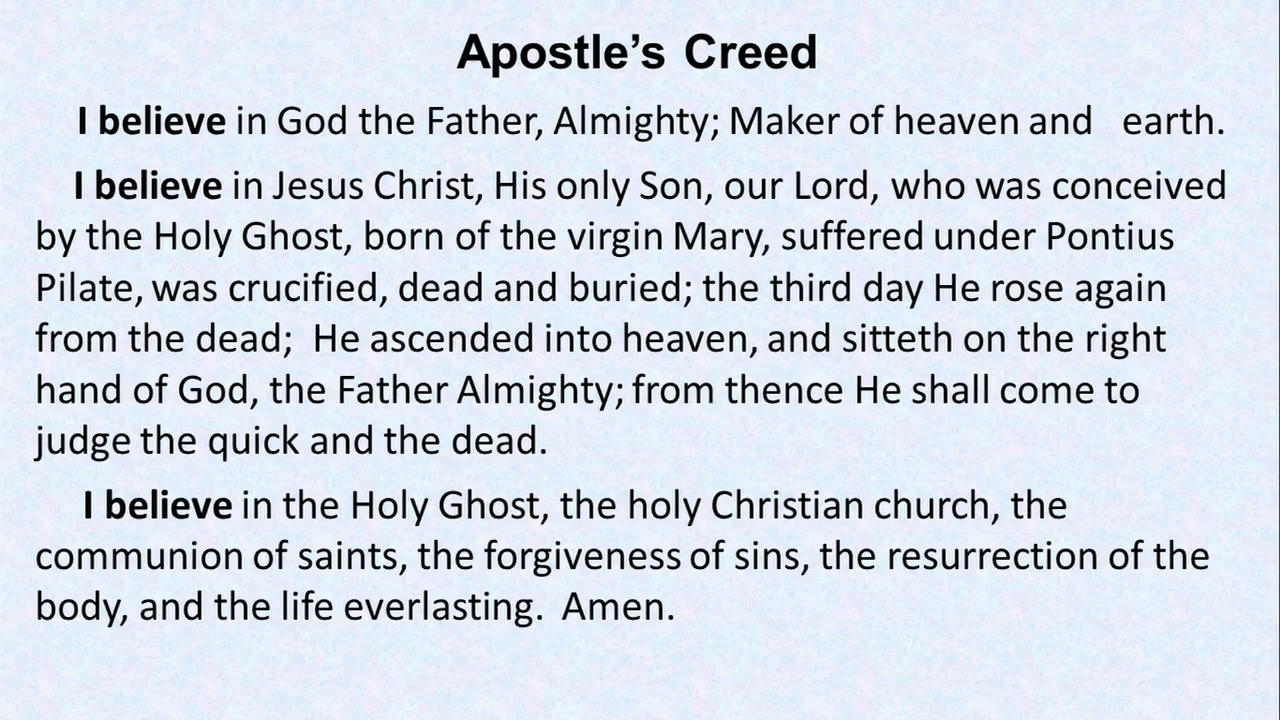 Apostle’s Creed
I believe in God the Father, Almighty; Maker of heaven and earth.
I believe in Jesus Christ, His only Son, our Lord, who was conceived
by the Holy Ghost, born of the virgin Mary, suffered under Pontius
Pilate, was crucified, dead and buried; the third day He rose again
from the dead; He ascended into heaven, and sitteth on the right
hand of God, the Father Almighty; from thence He shall come to
judge the quick and the dead.
I believe in the Holy Ghost, the holy Christian church, the
communion of saints, the forgiveness of sins, the resurrection of the
body, and the life everlasting. Amen.